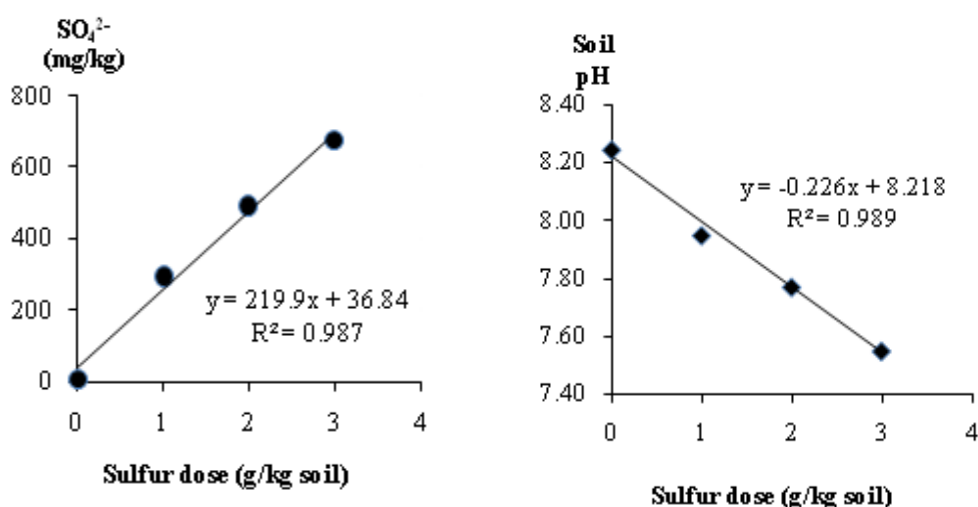 SO₄²⁻
(mg/kg)
800
600
400
200
0
0 1 2 3 4
y = 219.9x + 36.84
R² = 0.987
Sulfur dose (g/kg soil)
Soil
pH
8.40
8.20
8.00
7.80
7.60
7.40
0 1 2 3 4
y = -0.226x + 8.218
R² = 0.989
Sulfur dose (g/kg soil)